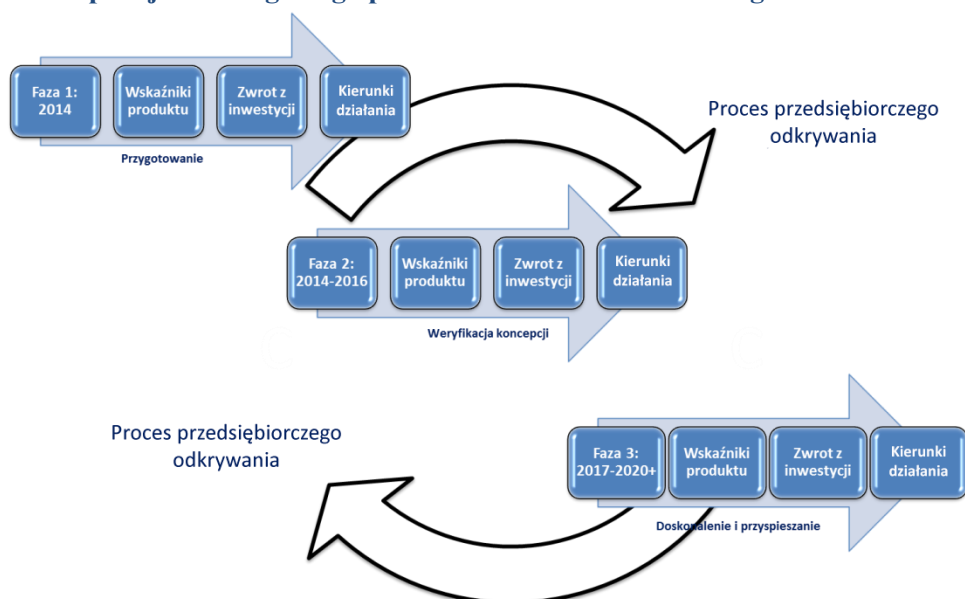 Faza 1:
2014
Wskaźniki
produktu
Zwrot z
inwestycji
Kierunki
działania
Przygotowanie
Proces przedsiębiorczego
odkrywania
Faza 2:
2014-2016
Wskaźniki
produktu
Zwrot z
inwestycji
Kierunki
działania
Weryfikacja koncepcji
Proces przedsiębiorczego
odkrywania
Faza 3:
2017-2020+
Wskaźniki
produktu
Zwrot z
inwestycji
Kierunki
działania
Doskonalenie i przyspieszanie